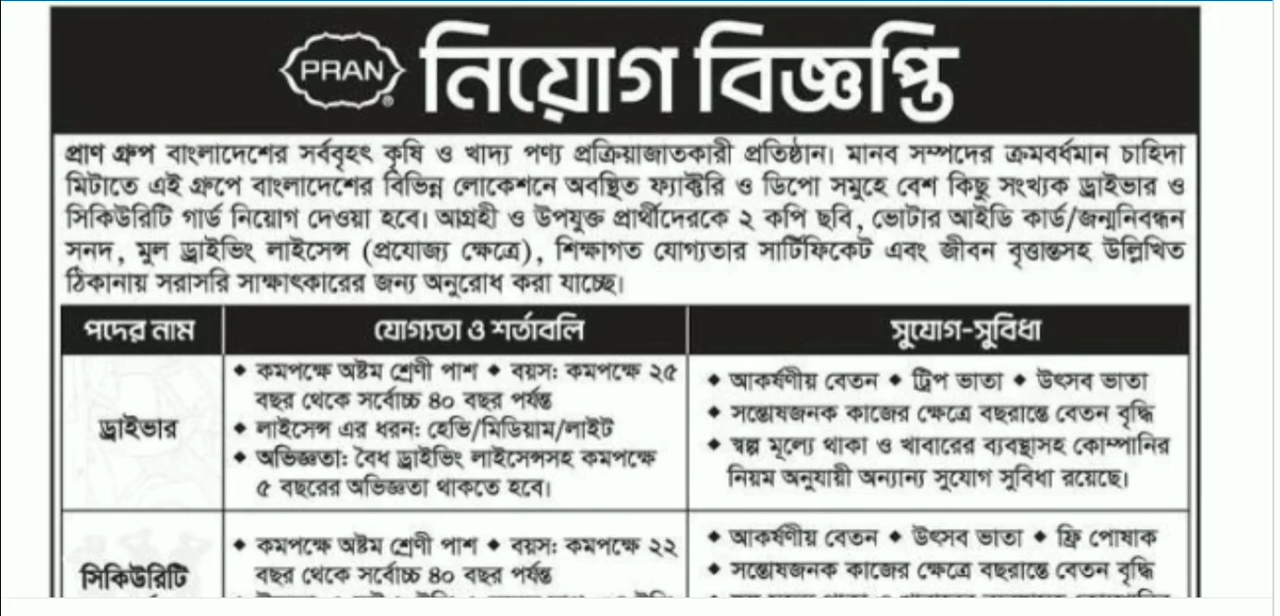 PRAN
নিয়োগ বিজ্ঞপ্তি
প্রাণ গ্রুপ বাংলাদেশের সর্ববৃহৎ কৃষি ও খাদ্য পণ্য প্রক্রিয়াজাতকারী প্রতিষ্ঠান। মানব সম্পদের ক্রমবর্ধমান চাহিদা
মিটাতে এই গ্রুপে বাংলাদেশের বিভিন্ন লোকেশনে অবস্থিত ফ্যাক্টরি ও ডিপো সমুহে বেশ কিছু সংখ্যক ড্রাইভার ও
সিকিউরিটি গার্ড নিয়োগ দেওয়া হবে। আগ্রহী ও উপযুক্ত প্রার্থীদেরকে ২ কপি ছবি, ভোটার আইডি কার্ড/জন্মনিবন্ধন
সনদ, মুল ড্রাইভিং লাইসেন্স (প্রযোজ্য ক্ষেত্রে), শিক্ষাগত যোগ্যতার সার্টিফিকেট এবং জীবন বৃত্তান্তসহ উল্লিখিত
ঠিকানায় সরাসরি সাক্ষাৎকারের জন্য অনুরোধ করা যাচ্ছে।
পদের নাম
যোগ্যতা ও শর্তাবলি
সুযোগ-সুবিধা
ড্রাইভার
◆ কমপক্ষে অষ্টম শ্রেণী পাশ ◆ বয়স: কমপক্ষে ২৫
বছর থেকে সর্বোচ্চ ৪০ বছর পর্যন্ত
◆ লাইসেন্স এর ধরন: হেভি/মিডিয়াম/লাইট
◆ অভিজ্ঞতা: বৈধ ড্রাইভিং লাইসেন্সসহ কমপক্ষে
৫ বছরের অভিজ্ঞতা থাকতে হবে।
◆ আকর্ষণীয় বেতন ◆ ট্রিপ ভাতা ◆ উৎসব ভাতা
◆ সন্তোষজনক কাজের ক্ষেত্রে বছরান্তে বেতন বৃদ্ধি
◆ স্বল্প মূল্যে থাকা ও খাবারের ব্যবস্থাসহ কোম্পানির
নিয়ম অনুযায়ী অন্যান্য সুযোগ সুবিধা রয়েছে।
সিকিউরিটি
◆ কমপক্ষে অষ্টম শ্রেণী পাশ ◆ বয়স: কমপক্ষে ২২
বছর থেকে সর্বোচ্চ ৪০ বছর পর্যন্ত
◆ আকর্ষণীয় বেতন ◆ উৎসব ভাতা ◆ ফ্রি পোষাক
◆ সন্তোষজনক কাজের ক্ষেত্রে বছরান্তে বেতন বৃদ্ধি